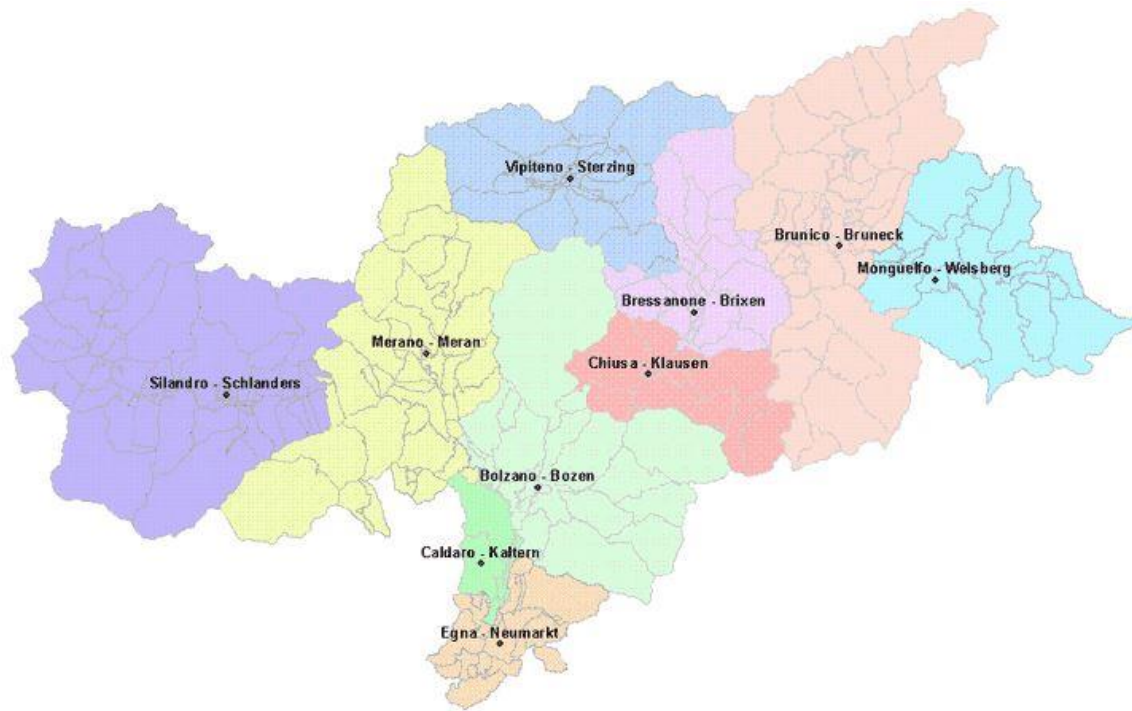 Vipiteno - Sterzing
Brunico - Bruneck
Monguelfo - Welsberg
Bressanone - Brixen
Merano - Meran
Chiusa - Klausen
Silandro - Schlanders
Bolzano - Bozen
Caldaro - Kaltern
Egna - Neumarkt